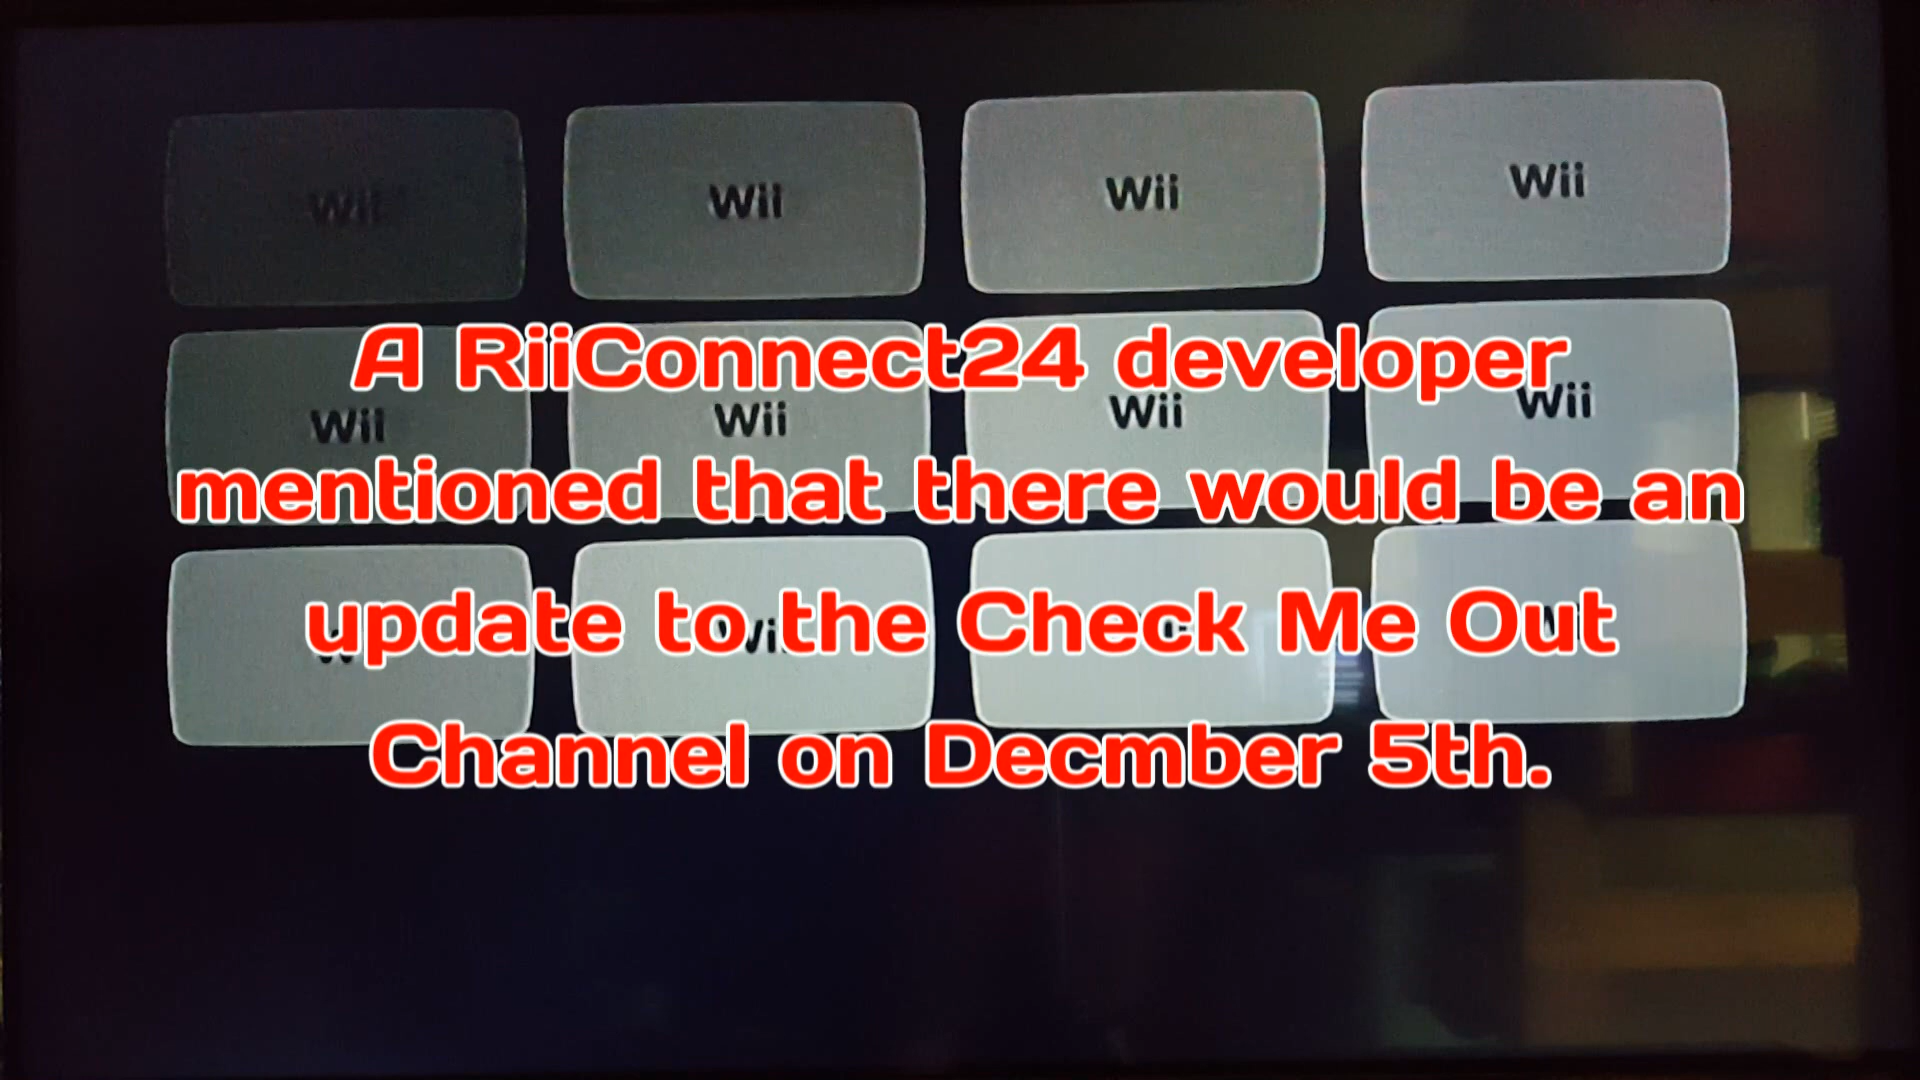 Wii Wii Wii Wii
A RiiConnect24 developer
Wii Wii Wii Wii
mentioned that there would be an
update to the Check Me Out
Channel on Decmber 5th.